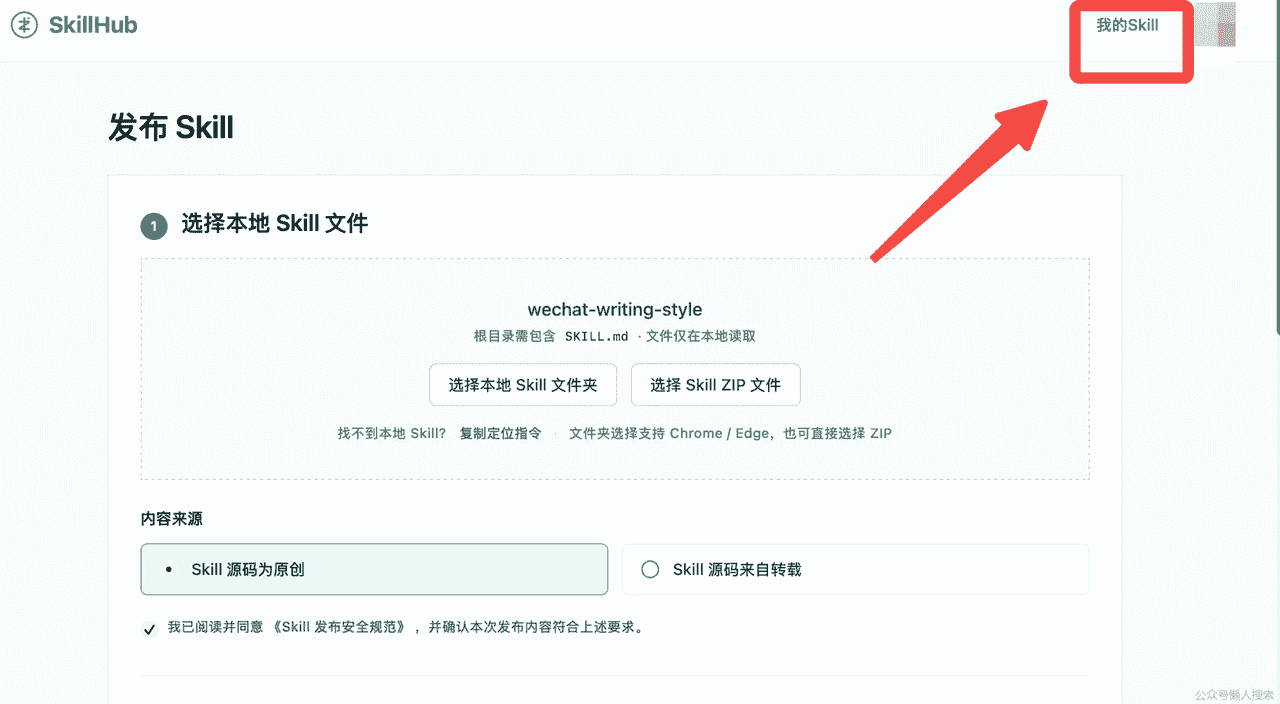 SkillHub
我的Skill
发布 Skill
1 选择本地 Skill 文件
wechat-writing-style
根目录需包含 SKILL.md · 文件仅在本地读取
选择本地 Skill 文件夹 选择 Skill ZIP 文件
找不到本地 Skill? 复制定位指令 · 文件夹选择支持 Chrome / Edge，也可直接选择 ZIP
内容来源
Skill 源码为原创 Skill 源码来自转载
我已阅读并同意 《Skill 发布安全规范》 ，并确认本次发布内容符合上述要求。
公众号懒人搜索